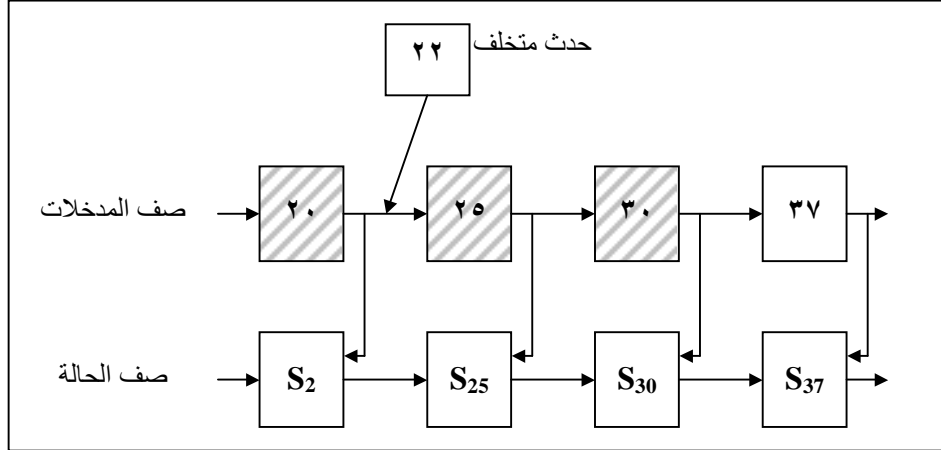 ٢٢ حدث متخلف
صف المدخلات ٢٠ ٢٥ ٣٠ ٣٧
صف الحالة S₂ S₂₅ S₃₀ S₃₇